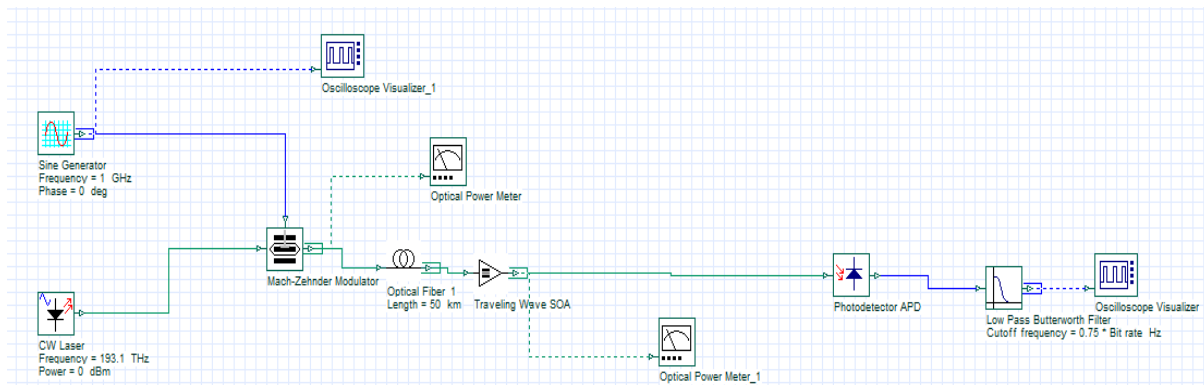 Oscilloscope Visualizer_1
Sine Generator
Frequency = 1 GHz
Phase = 0 deg
Optical Power Meter
Mach-Zehnder Modulator
Optical Fiber 1
Length = 50 km
Traveling Wave SOA
Photodetector APD
Oscilloscope Visualizer
Low Pass Butterworth Filter
Cutoff frequency = 0.75 * Bit rate Hz
CW Laser
Frequency = 193.1 THz
Power = 0 dBm
Optical Power Meter_1